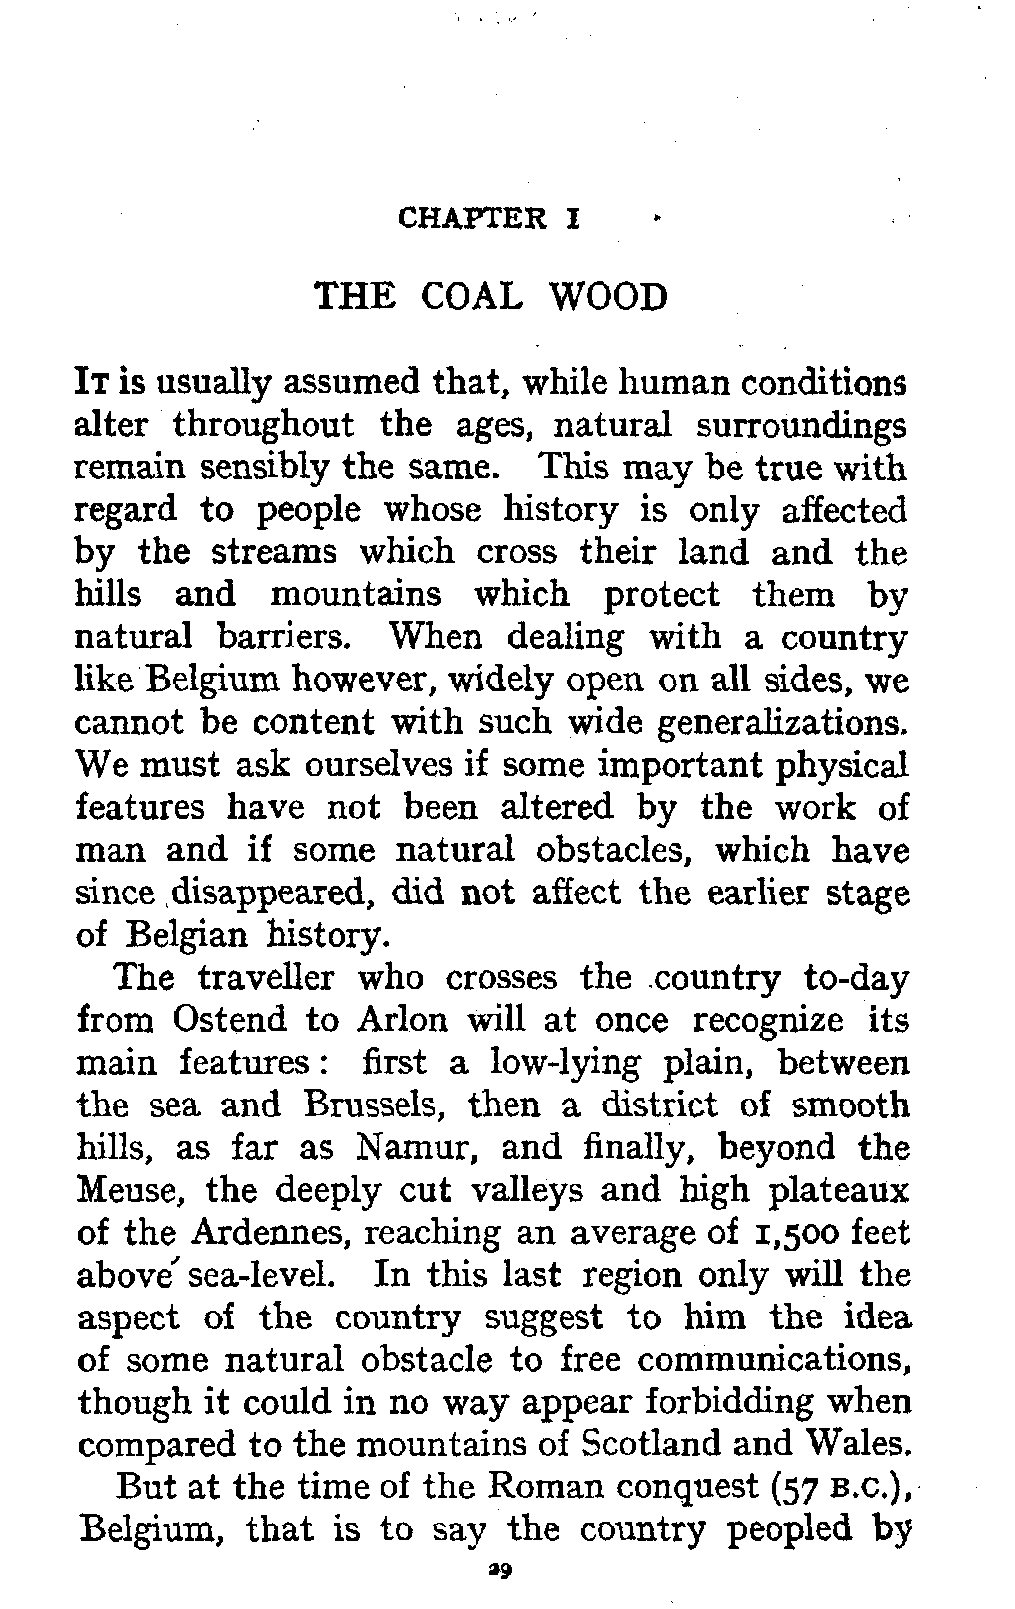 CHAPTER I
THE COAL WOOD
IT is usually assumed that, while human conditions
alter throughout the ages, natural surroundings
remain sensibly the same. This may be true with
regard to people whose history is only affected
by the streams which cross their land and the
hills and mountains which protect them by
natural barriers. When dealing with a country
like Belgium however, widely open on all sides, we
cannot be content with such wide generalizations.
We must ask ourselves if some important physical
features have not been altered by the work of
man and if some natural obstacles, which have
since disappeared, did not affect the earlier stage
of Belgian history.
The traveller who crosses the country to-day
from Ostend to Arlon will at once recognize its
main features: first a low-lying plain, between
the sea and Brussels, then a district of smooth
hills, as far as Namur, and finally, beyond the
Meuse, the deeply cut valleys and high plateaux
of the Ardennes, reaching an average of 1,500 feet
above sea-level. In this last region only will the
aspect of the country suggest to him the idea
of some natural obstacle to free communications,
though it could in no way appear forbidding when
compared to the mountains of Scotland and Wales.
But at the time of the Roman conquest (57 B.C.),
Belgium, that is to say the country peopled by
29